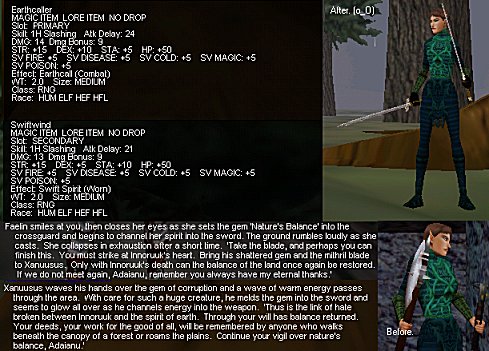 Earthcaller
MAGIC ITEM LORE ITEM NO DROP
Slot: PRIMARY
Skill: 1H Slashing Atk Delay: 24
DMG: 14 Dmg Bonus: 9
STR: +15 DEX: +10 STA: +5 HP: +50
SV FIRE: +5 SV DISEASE: +5 SV COLD: +5 SV MAGIC: +5
SV POISON: +5
Effect: Earthcall (Combat)
WT: 2.0 Size: MEDIUM
Class: RNG
Race: HUM ELF HEF HFL
Swiftwind
MAGIC ITEM LORE ITEM NO DROP
Slot: SECONDARY
Skill: 1H Slashing Atk Delay: 21
DMG: 13 Dmg Bonus: 9
STR: +15 DEX: +5 STA: +10 HP: +50
SV FIRE: +5 SV DISEASE: +5 SV COLD: +5 SV MAGIC: +5
SV POISON: +5
Effect: Swift Spirit (Worn)
WT: 2.0 Size: MEDIUM
Class: RNG
Race: HUM ELF HEF HFL
After. (o_O)
Faelin smiles at you, then closes her eyes as she sets the gem 'Nature's Balance' into the
crossguard and begins to channel her spirit into the sword. The ground rumbles loudly as she
casts. She collapses in exhaustion after a short time. 'Take the blade, and perhaps you can
finish this. You must strike at Innoruuk's heart. Bring his shattered gem and the mithril blade
to Xanuusus. Only with Innoruuk's death can the balance of the land once again be restored.
If we do not meet again, Adaianu, remember you always have my eternal thanks.'
Xanuusus waves his hands over the gem of corruption and a wave of warm energy passes
through the area. With care for such a huge creature, he melds the gem into the sword and
seems to glow all over as he channels energy into the weapon. 'Thus is the link of hate
broken between Innoruuk and the spirit of earth. Through your will has balance returned.
Your deeds, your work for the good of all, will be remembered by anyone who walks
beneath the canopy of a forest or roams the plains. Continue your vigil over nature's
balance, Adaianu.'
Before.